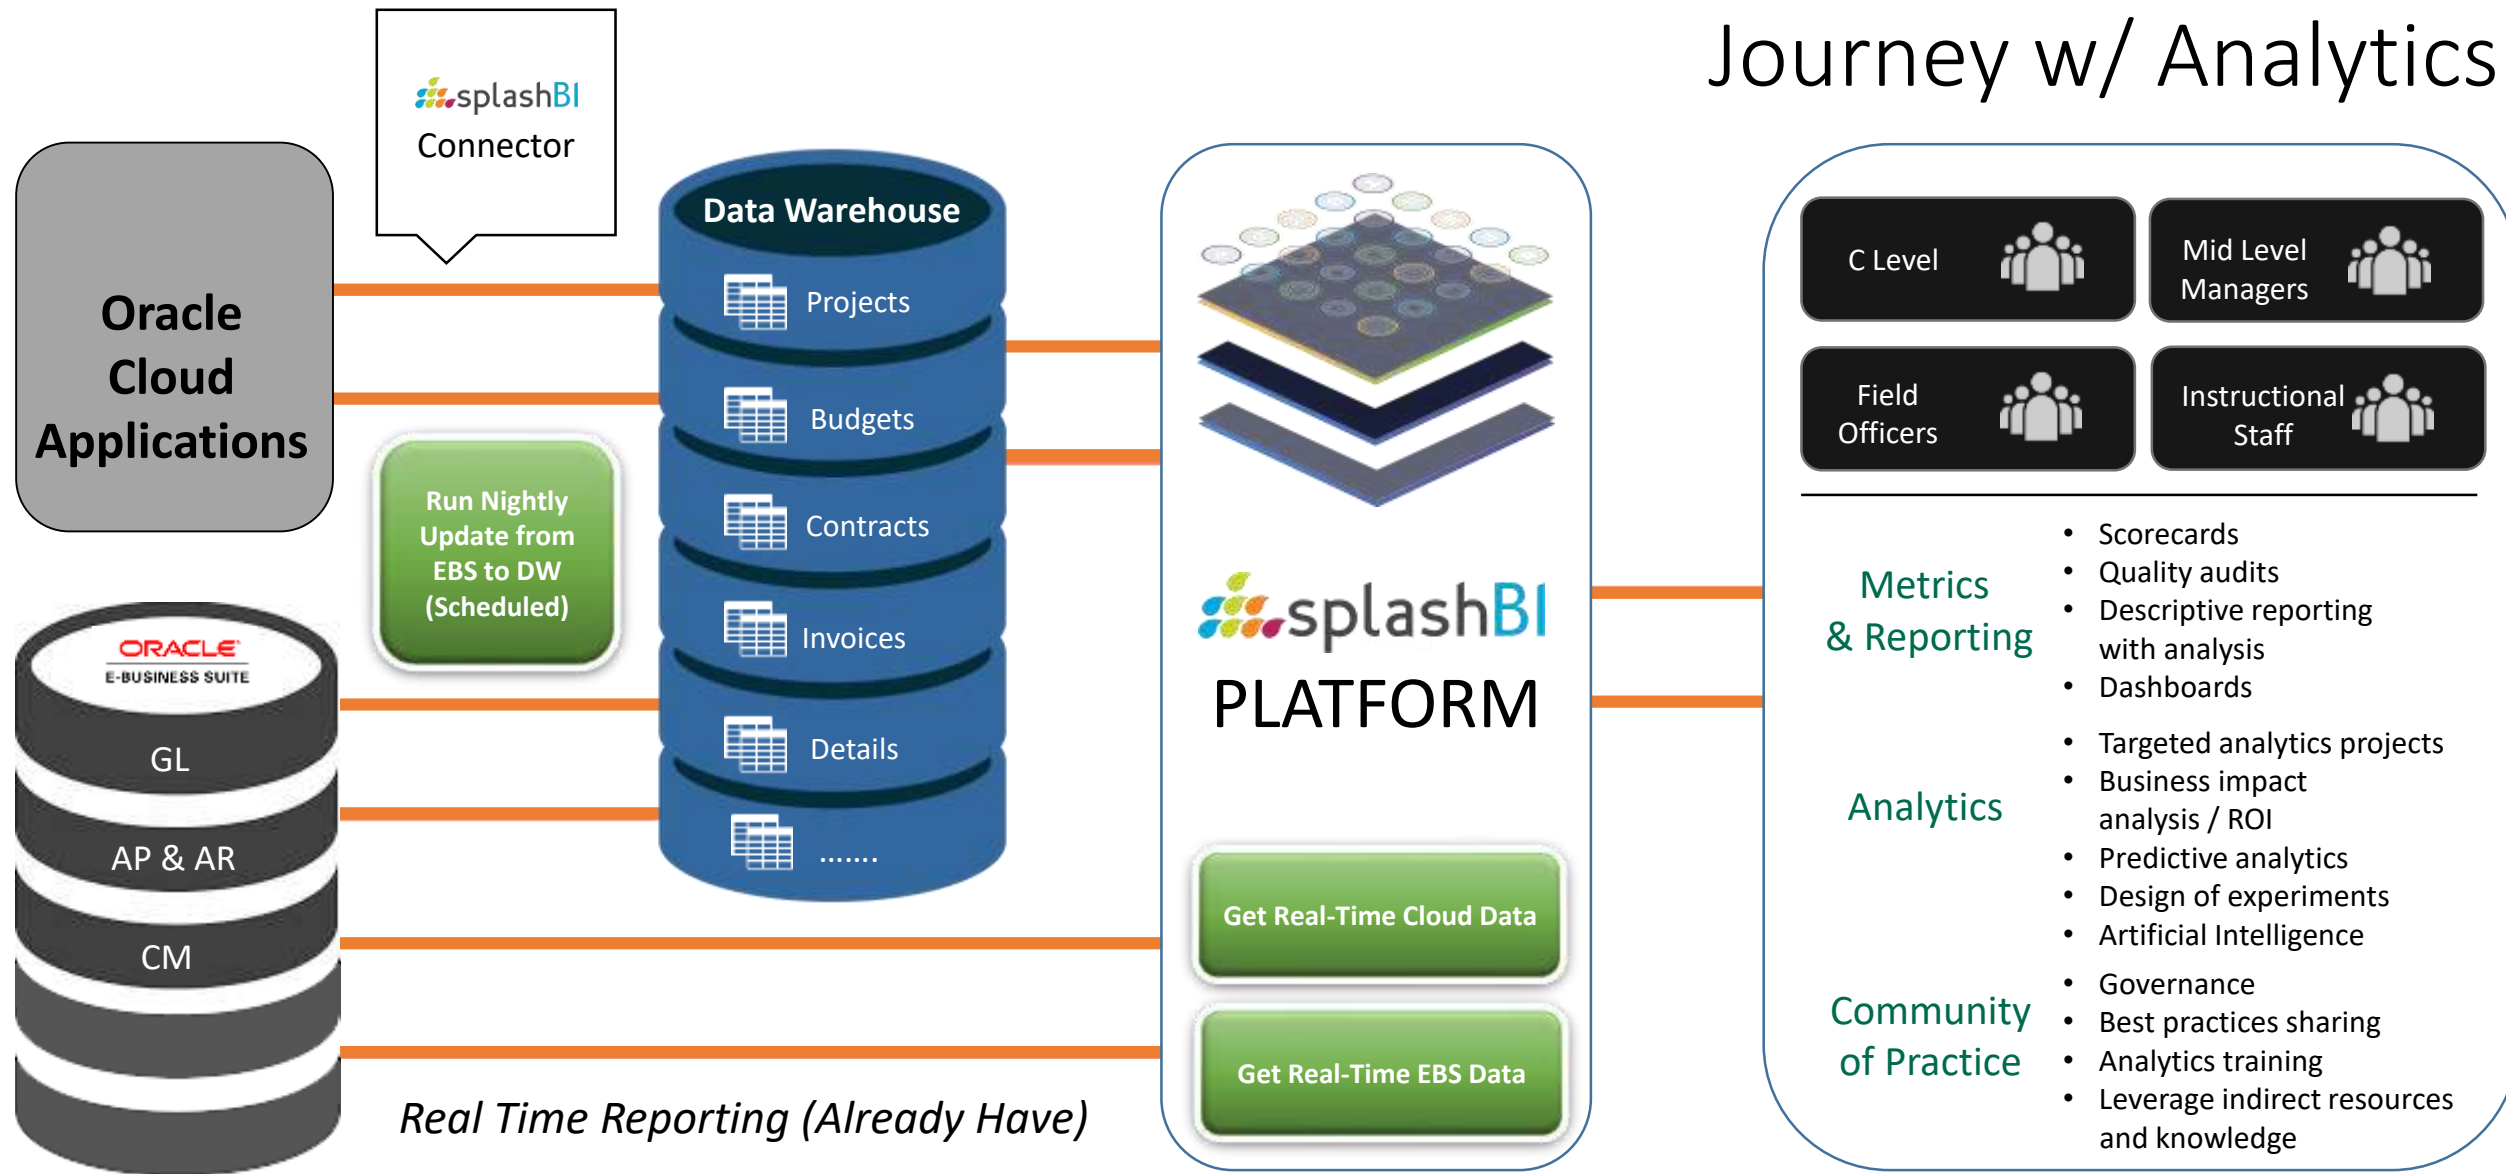 Journey w/ Analytics
splashBI
Connector
Oracle
Cloud
Applications
Run Nightly
Update from
EBS to DW
(Scheduled)
ORACLE
E-BUSINESS SUITE
GL
AP & AR
CM
Data Warehouse
Projects
Budgets
Contracts
Invoices
Details
.......
Real Time Reporting (Already Have)
splashBI
PLATFORM
Get Real-Time Cloud Data
Get Real-Time EBS Data
C Level
Mid Level
Managers
Field
Officers
Instructional
Staff
Metrics
& Reporting
• Scorecards
• Quality audits
• Descriptive reporting
with analysis
• Dashboards
Analytics
• Targeted analytics projects
• Business impact
analysis / ROI
• Predictive analytics
• Design of experiments
• Artificial Intelligence
Community
of Practice
• Governance
• Best practices sharing
• Analytics training
• Leverage indirect resources
and knowledge